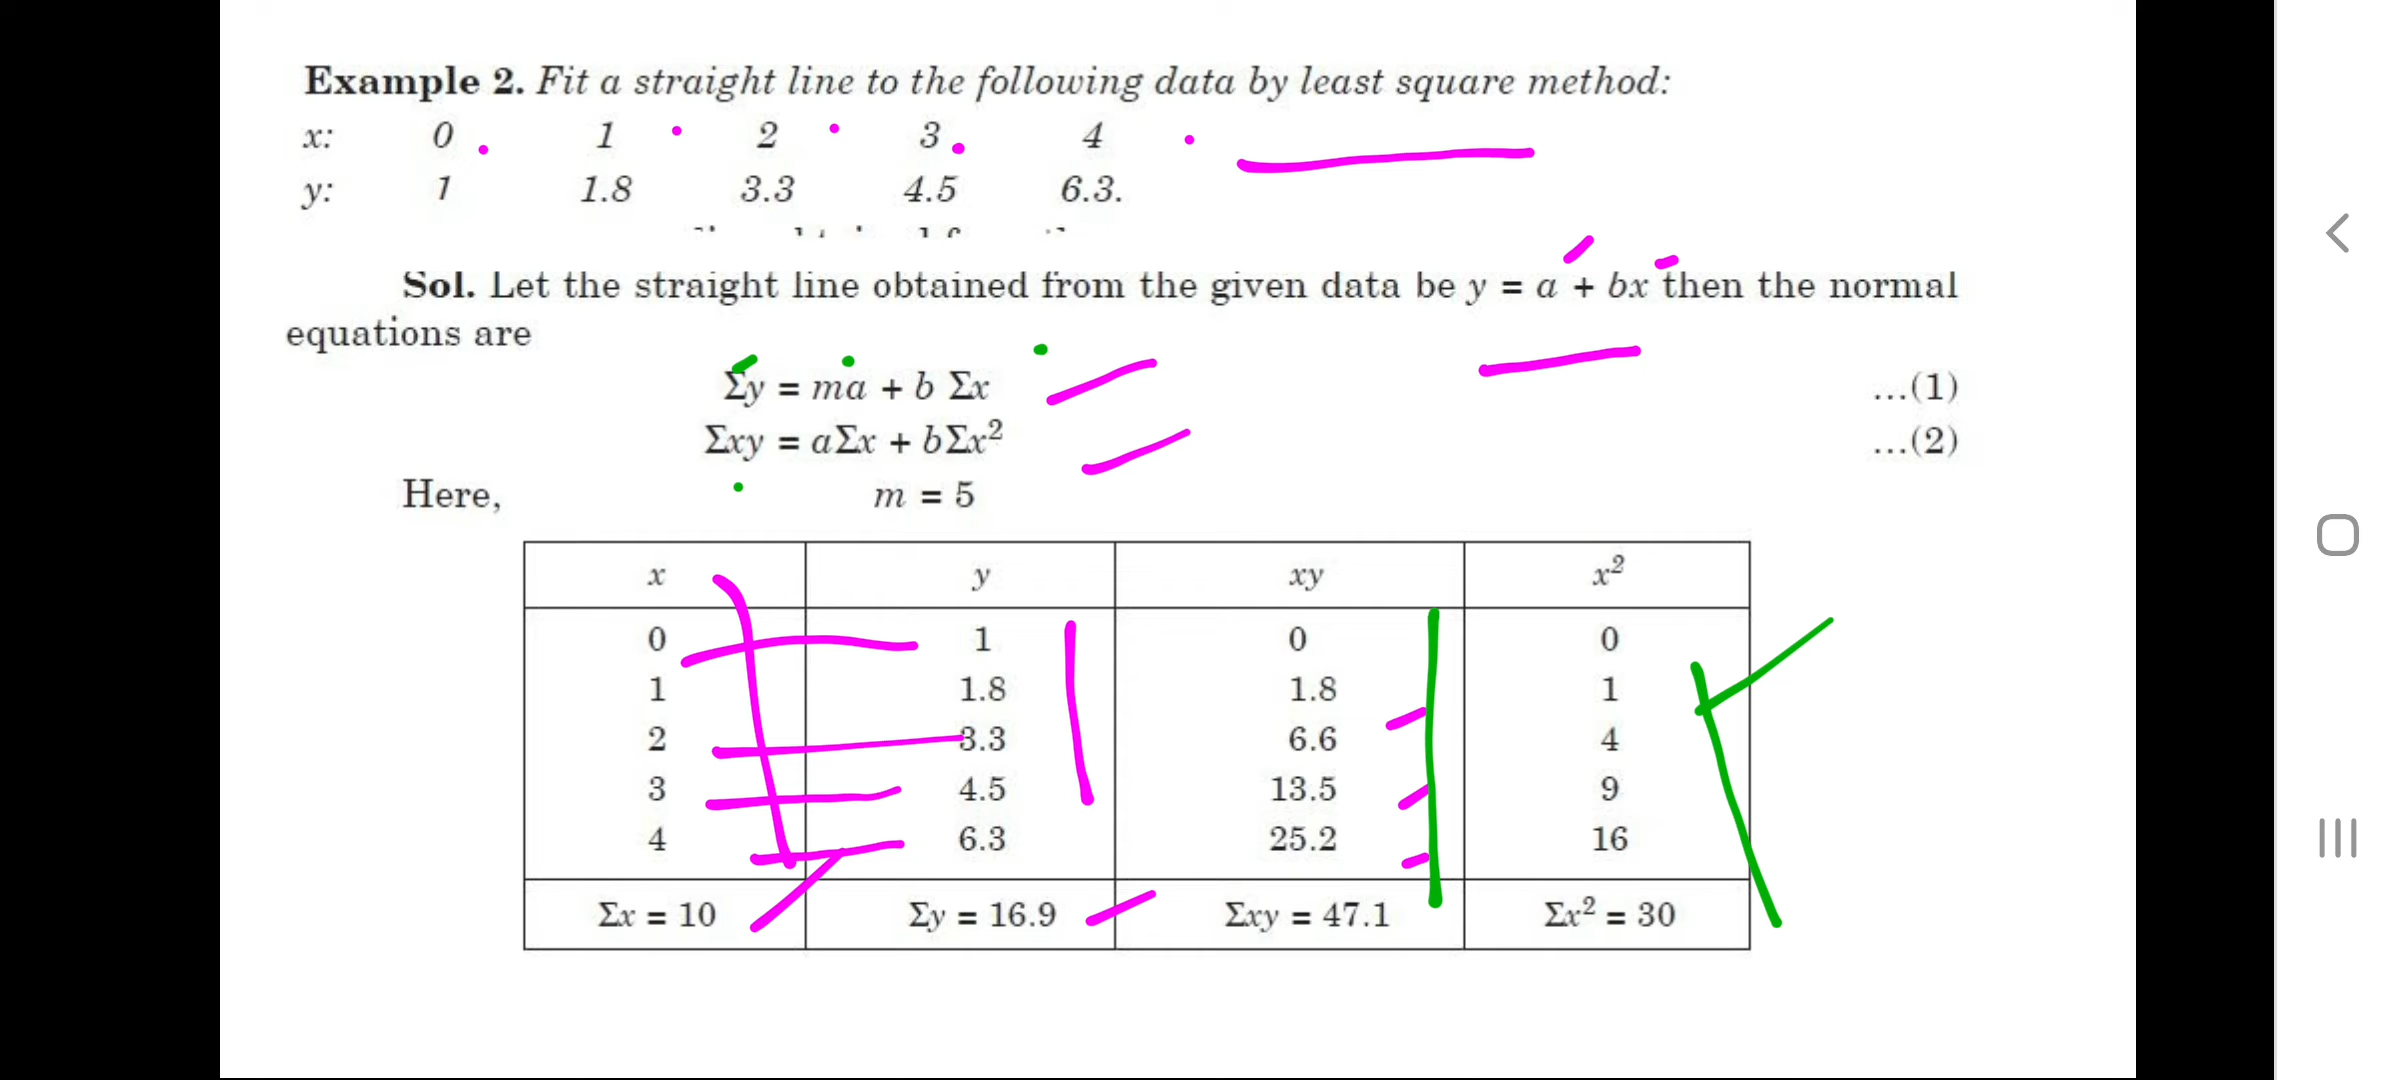 Example 2. Fit a straight line to the following data by least square method:
x: 0 1 2 3 4
y: 1 1.8 3.3 4.5 6.3.
Sol. Let the straight line obtained from the given data be y = a + bx then the normal
equations are
Σy = ma + b Σx ...(1)
Σxy = aΣx + bΣx² ...(2)
Here, m = 5
x y xy x²
0 1 0 0
1 1.8 1.8 1
2 3.3 6.6 4
3 4.5 13.5 9
4 6.3 25.2 16
Σx = 10 Σy = 16.9 Σxy = 47.1 Σx² = 30